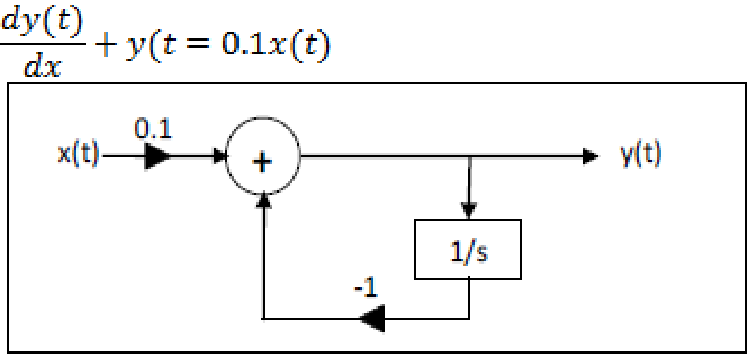 dy(t)/dx + y(t = 0.1x(t)
0.1
x(t)
+
y(t)
1/s
-1